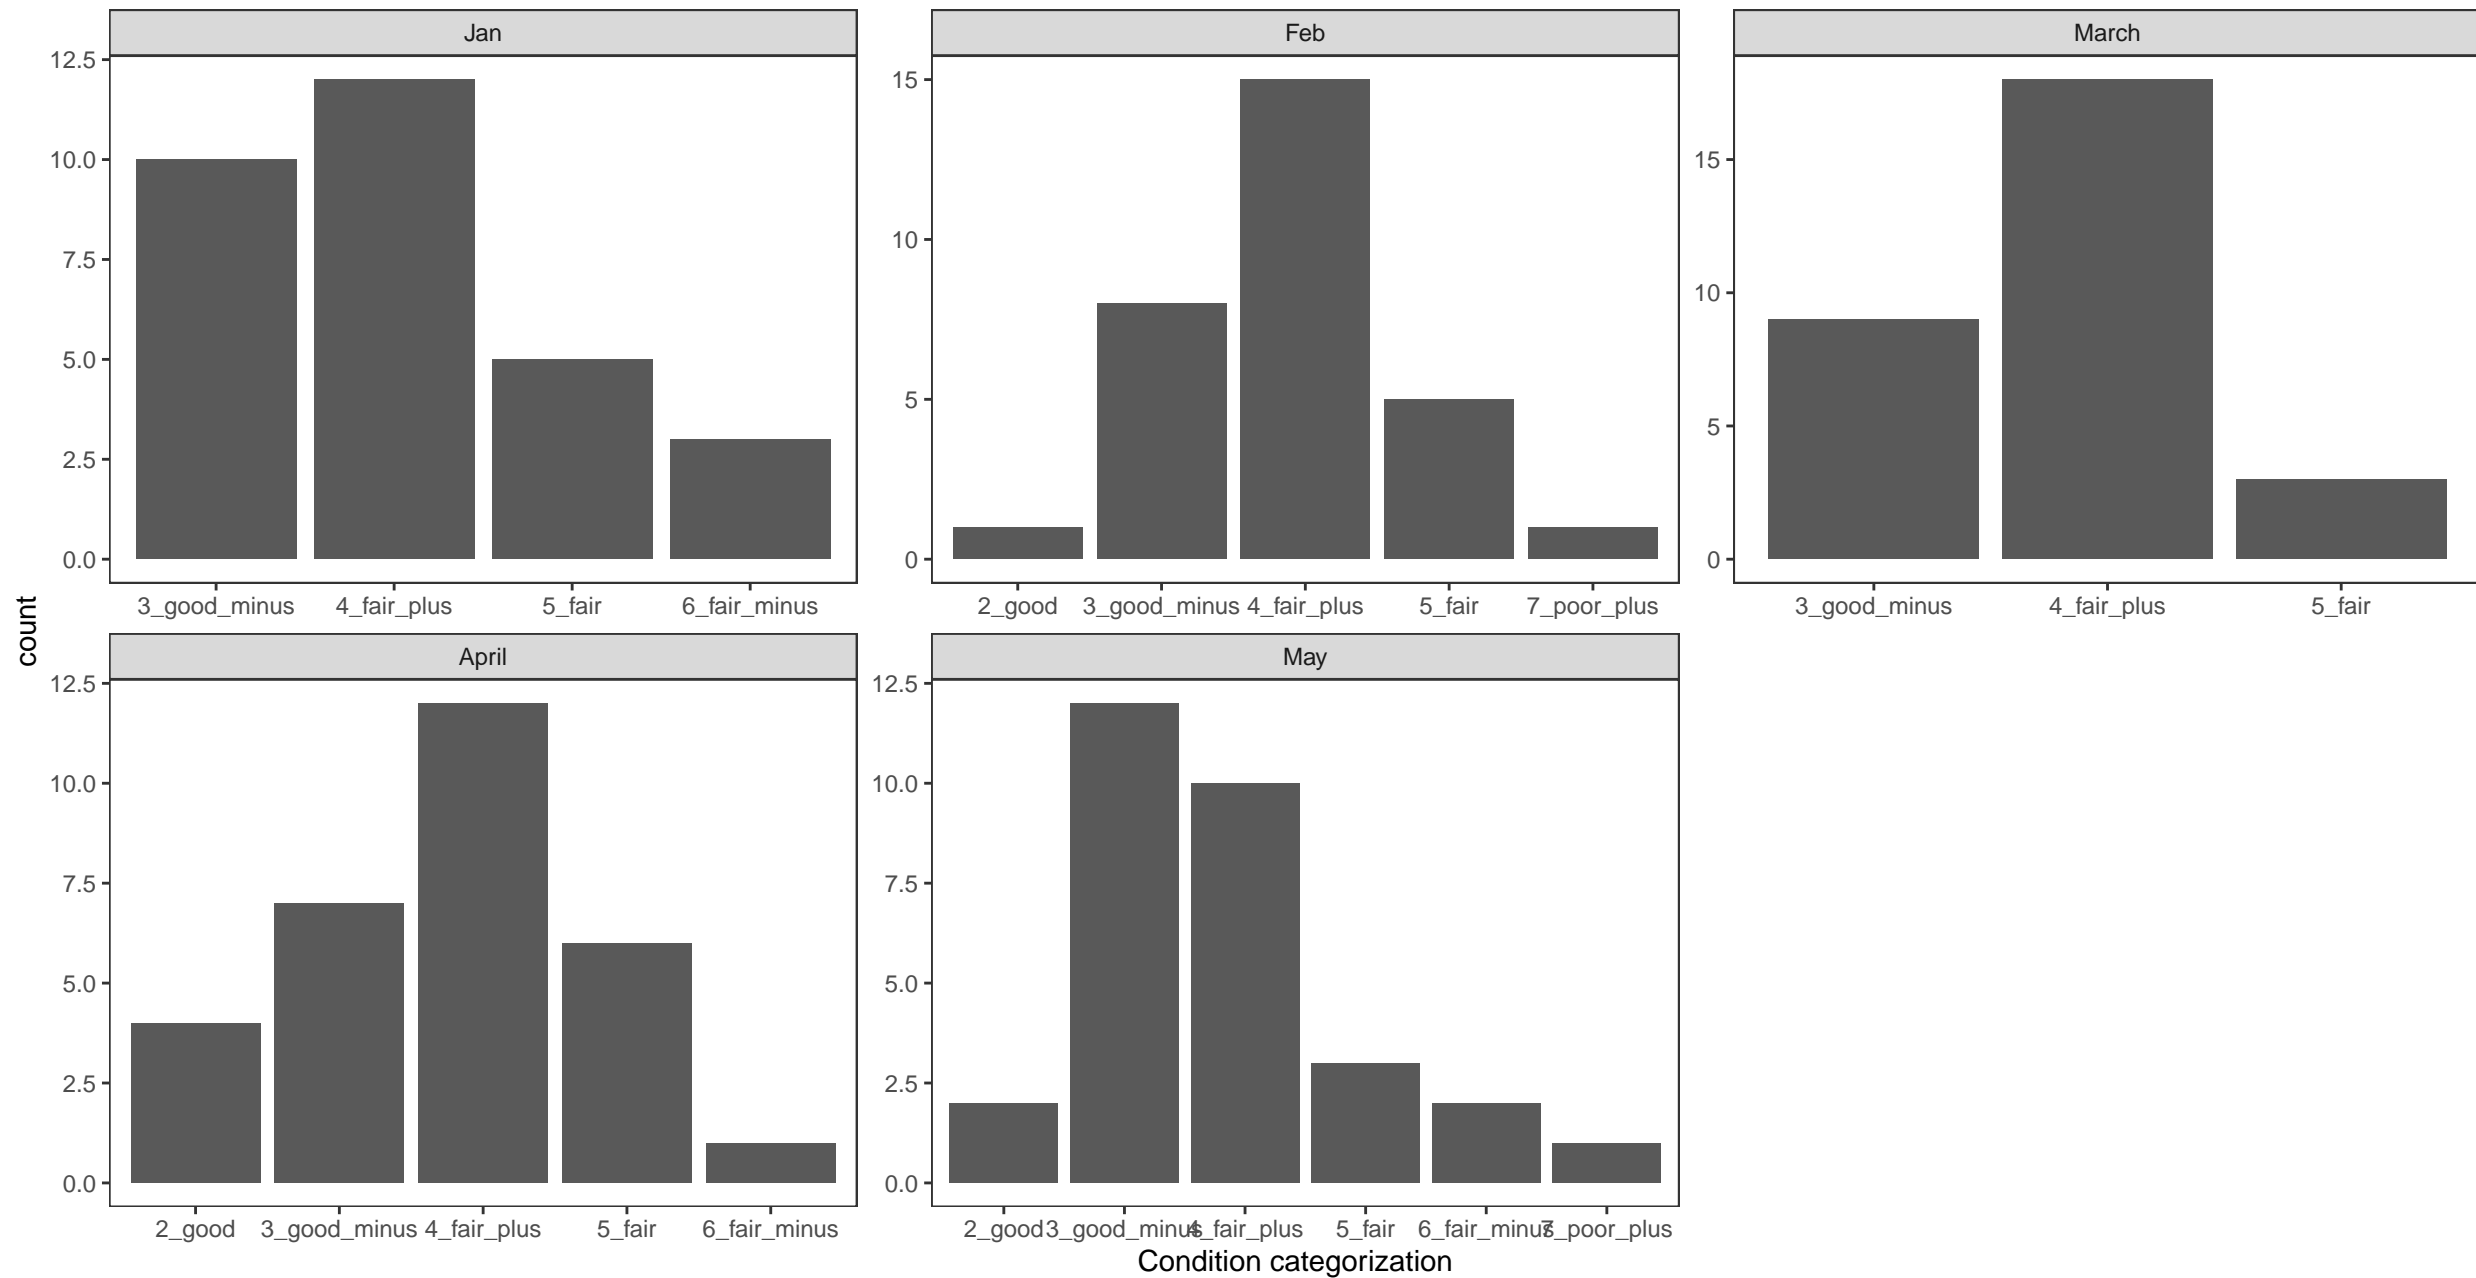 Jan
12.5
10.0
7.5
5.0
2.5
0.0
3_good_minus 4_fair_plus 5_fair 6_fair_minus
Feb
15
10
5
0
2_good 3_good_minus 4_fair_plus 5_fair 7_poor_plus
March
15
10
5
0
3_good_minus 4_fair_plus 5_fair
count
April
12.5
10.0
7.5
5.0
2.5
0.0
2_good 3_good_minus 4_fair_plus 5_fair 6_fair_minus
May
12.5
10.0
7.5
5.0
2.5
0.0
2_good 3_good_minus 4_fair_plus 5_fair 6_fair_minus 7_poor_plus
Condition categorization